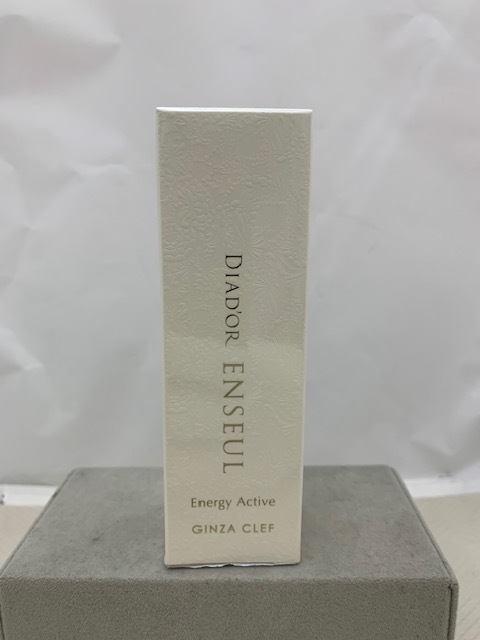 DIAD'OR ENSEUL
Energy Active
GINZA CLEF